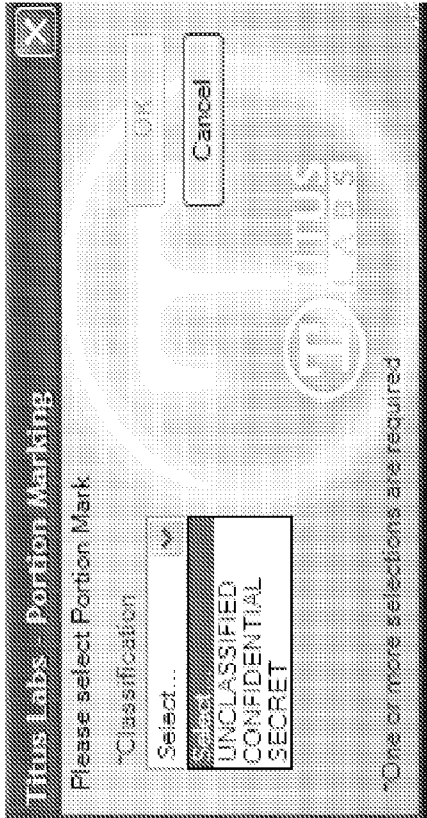 Titus Labs - Portion Marking
Please select Portion Mark
*Classification
Select...
Select
UNCLASSIFIED
CONFIDENTIAL
SECRET
OK
Cancel
TITUS
LABS
*One or more selections are required